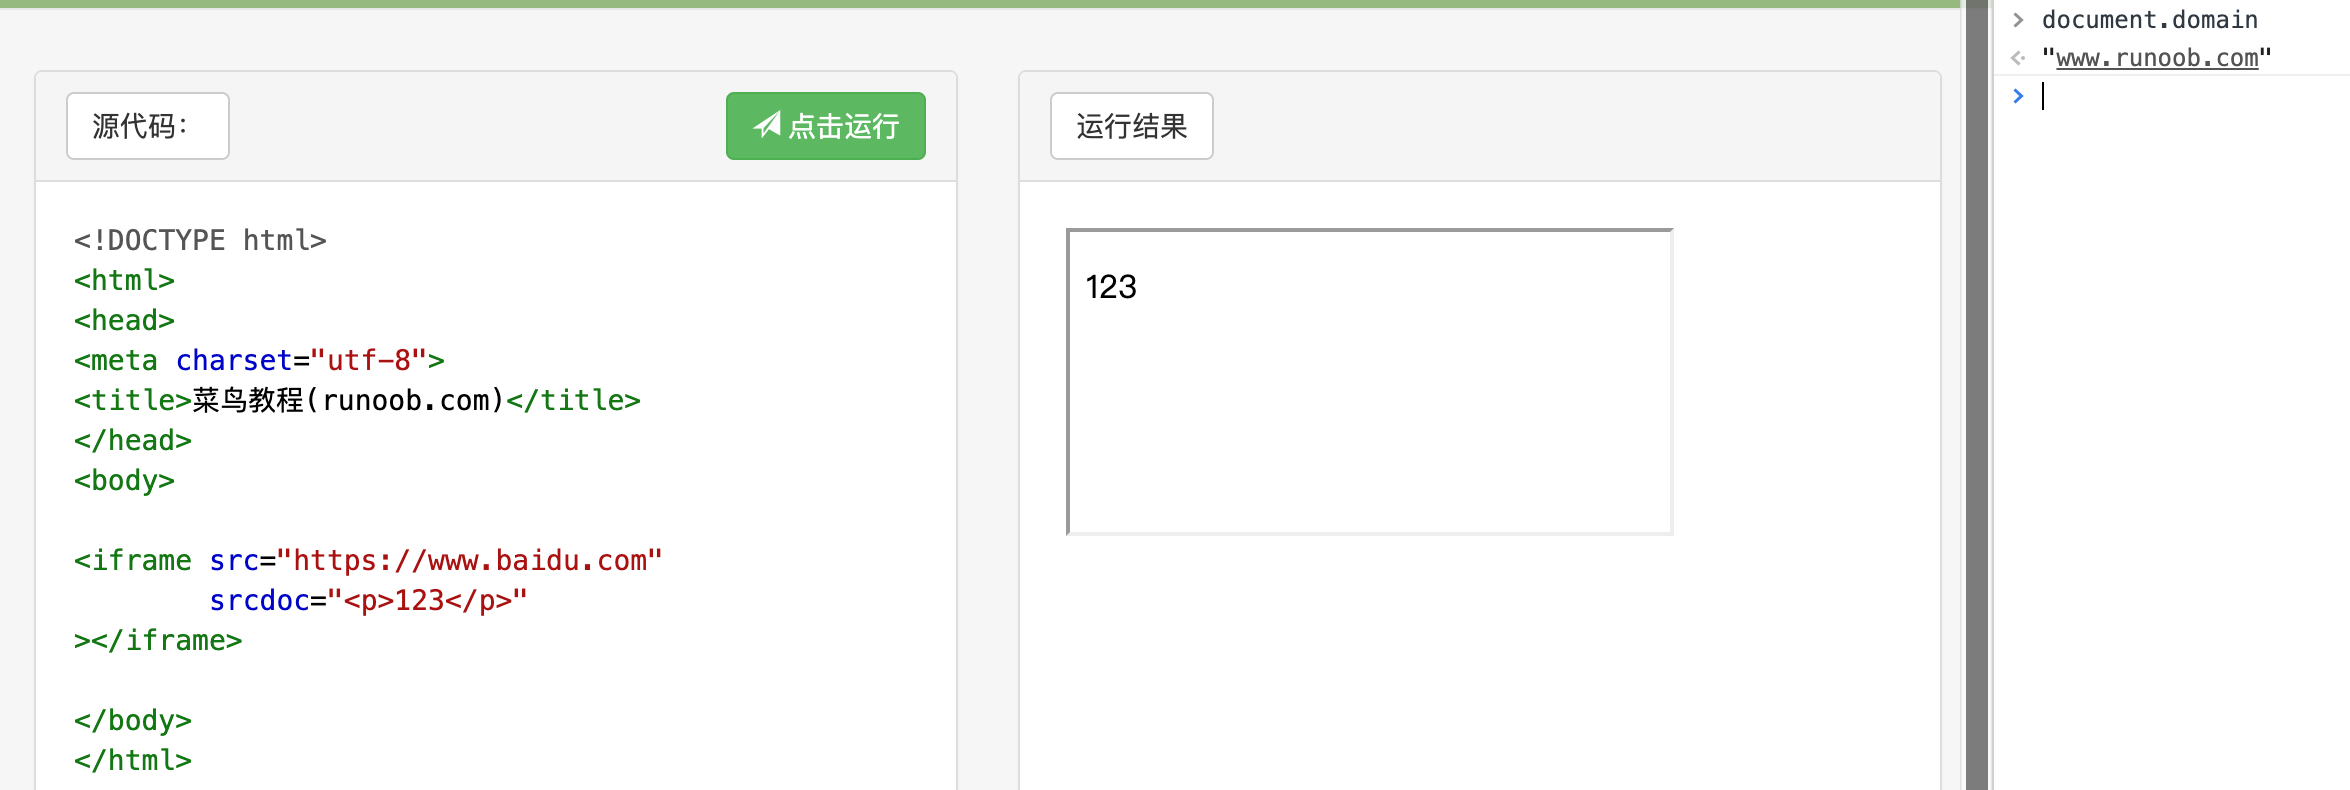 源代码：
点击运行
<!DOCTYPE html>
<html>
<head>
<meta charset="utf-8">
<title>菜鸟教程(runoob.com)</title>
</head>
<body>
<iframe src="https://www.baidu.com"
srcdoc="<p>123</p>"
></iframe>
</body>
</html>
运行结果
123
> document.domain
"www.runoob.com"
>